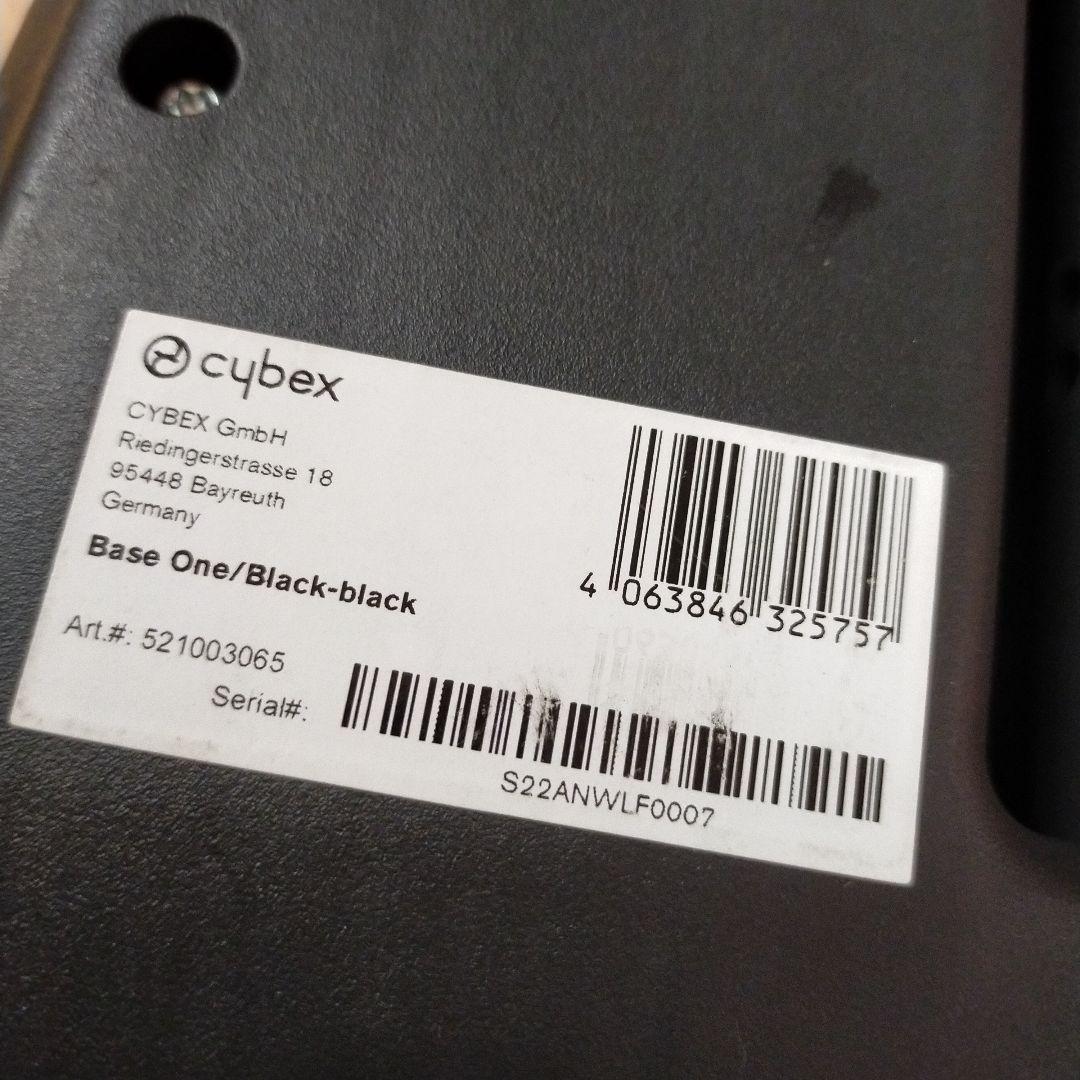 cybex
CYBEX GmbH
Riedingerstrasse 18
95448 Bayreuth
Germany
Base One/Black-black
4 063846 325757
Art.#: 521003065
Serial#:
S22ANWLF0007